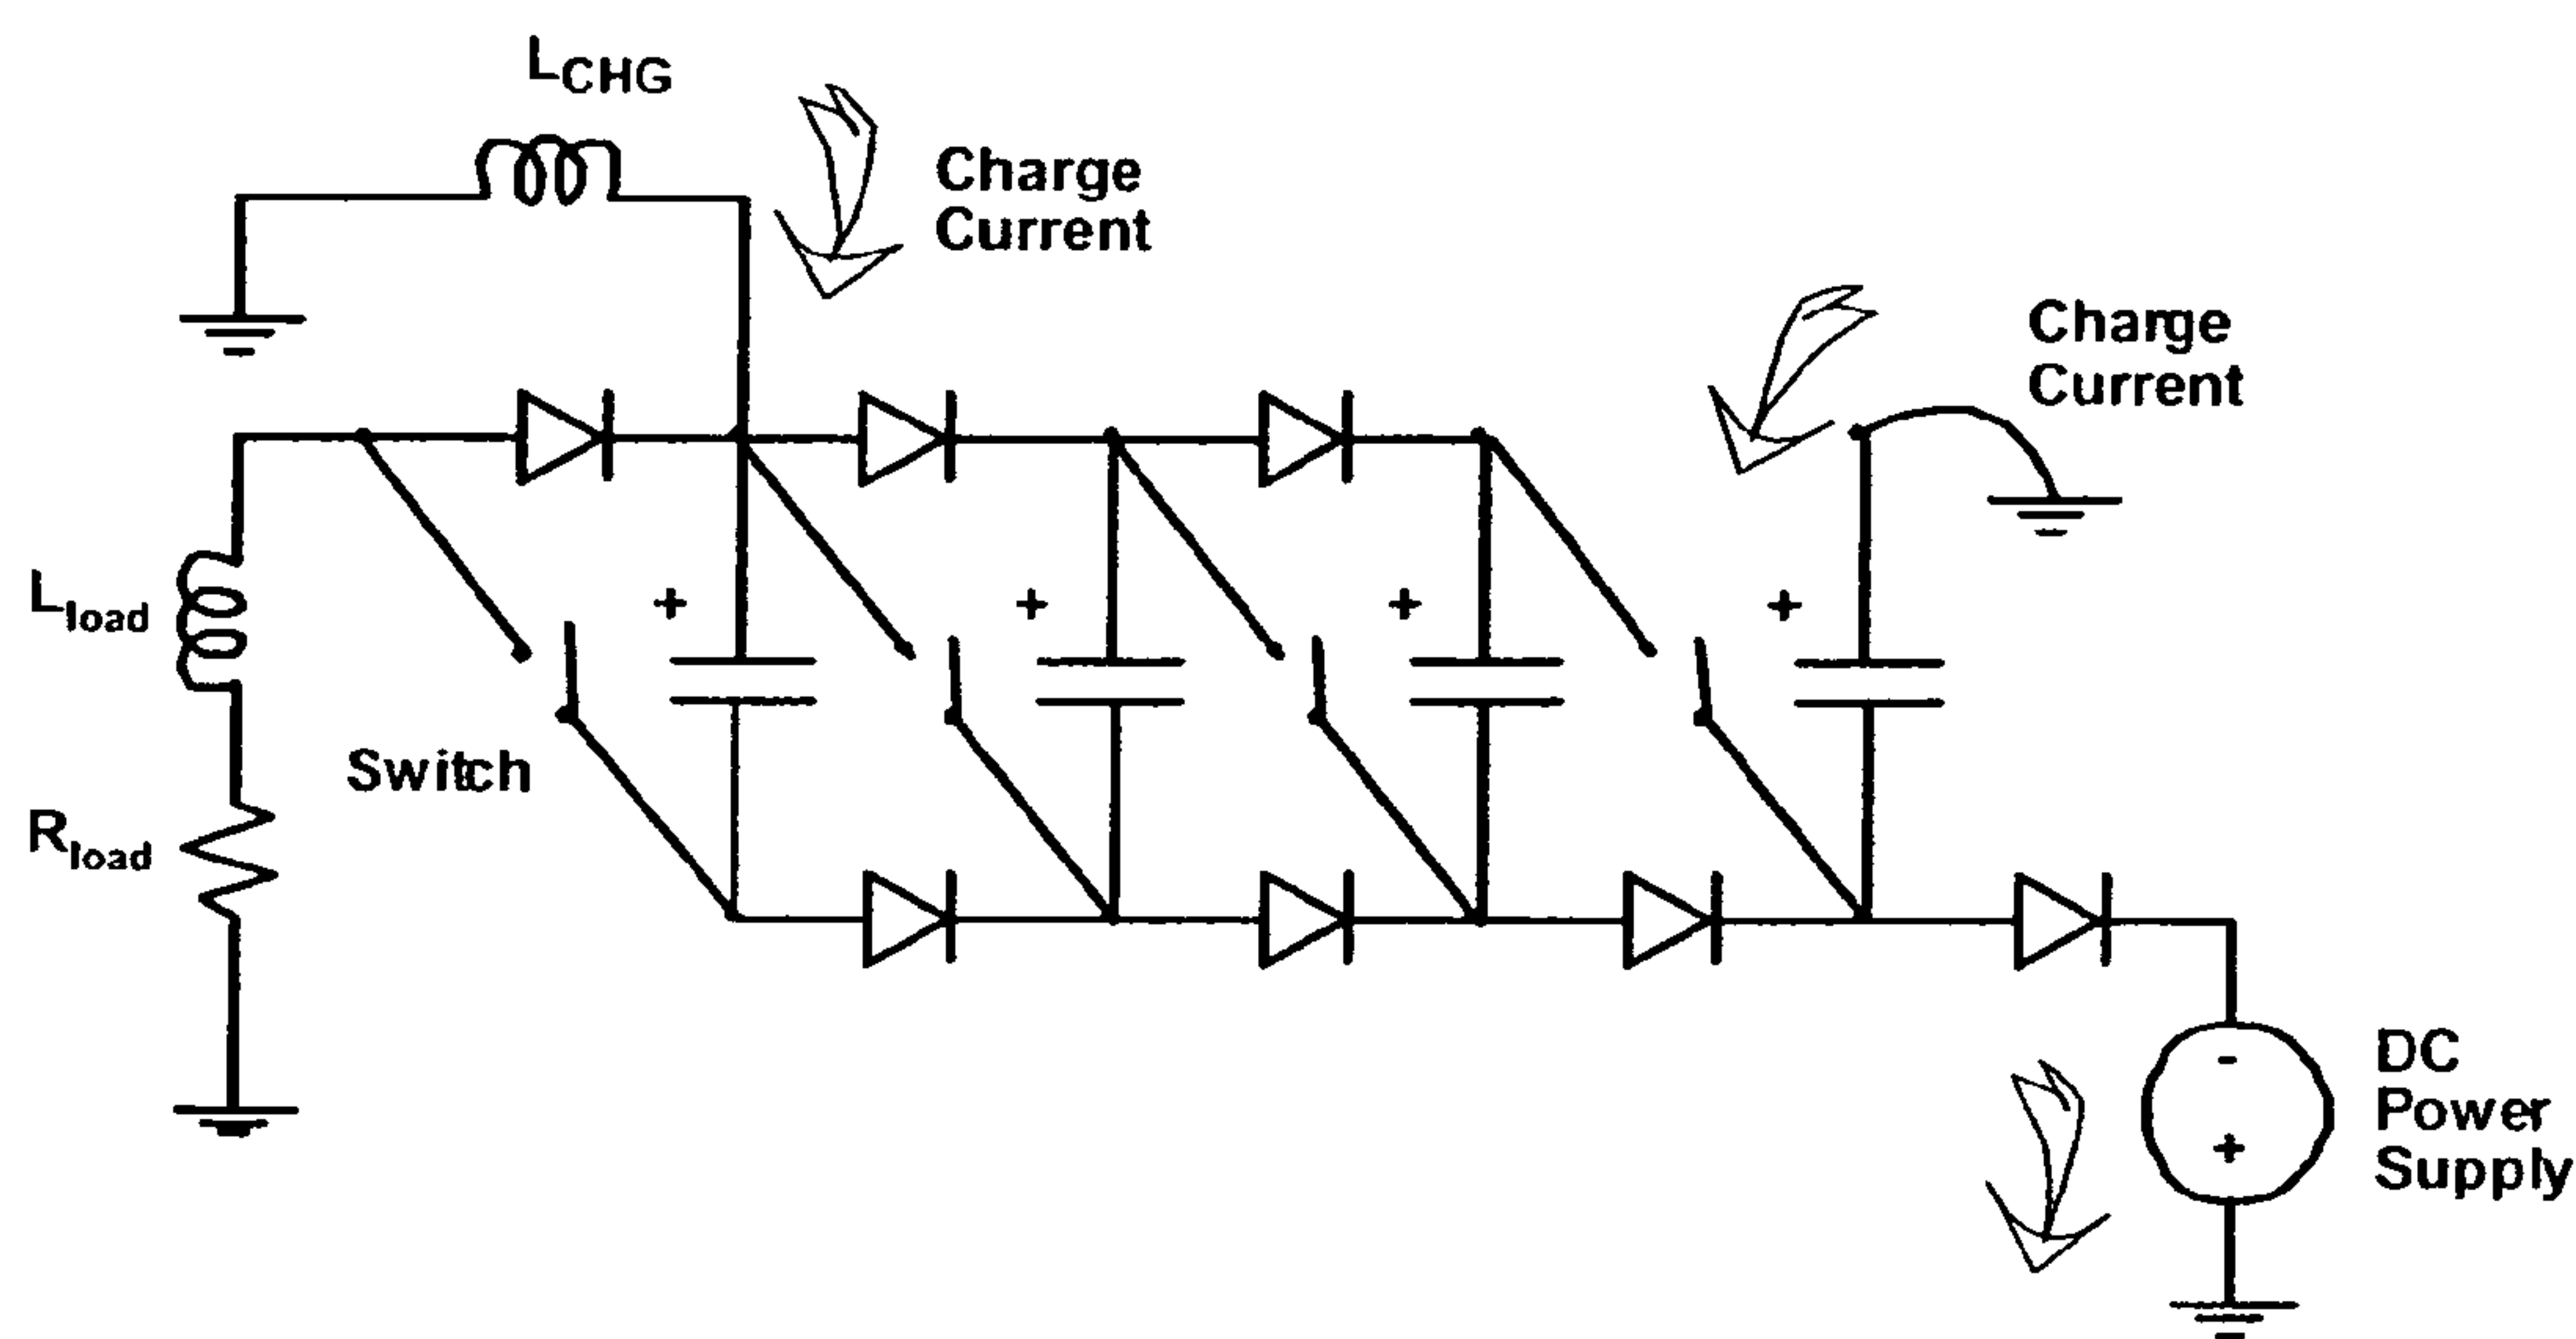 LCHG
Charge
Current
Charge
Current
Lload
+
+
+
+
Switch
Rload
-
+
DC
Power
Supply